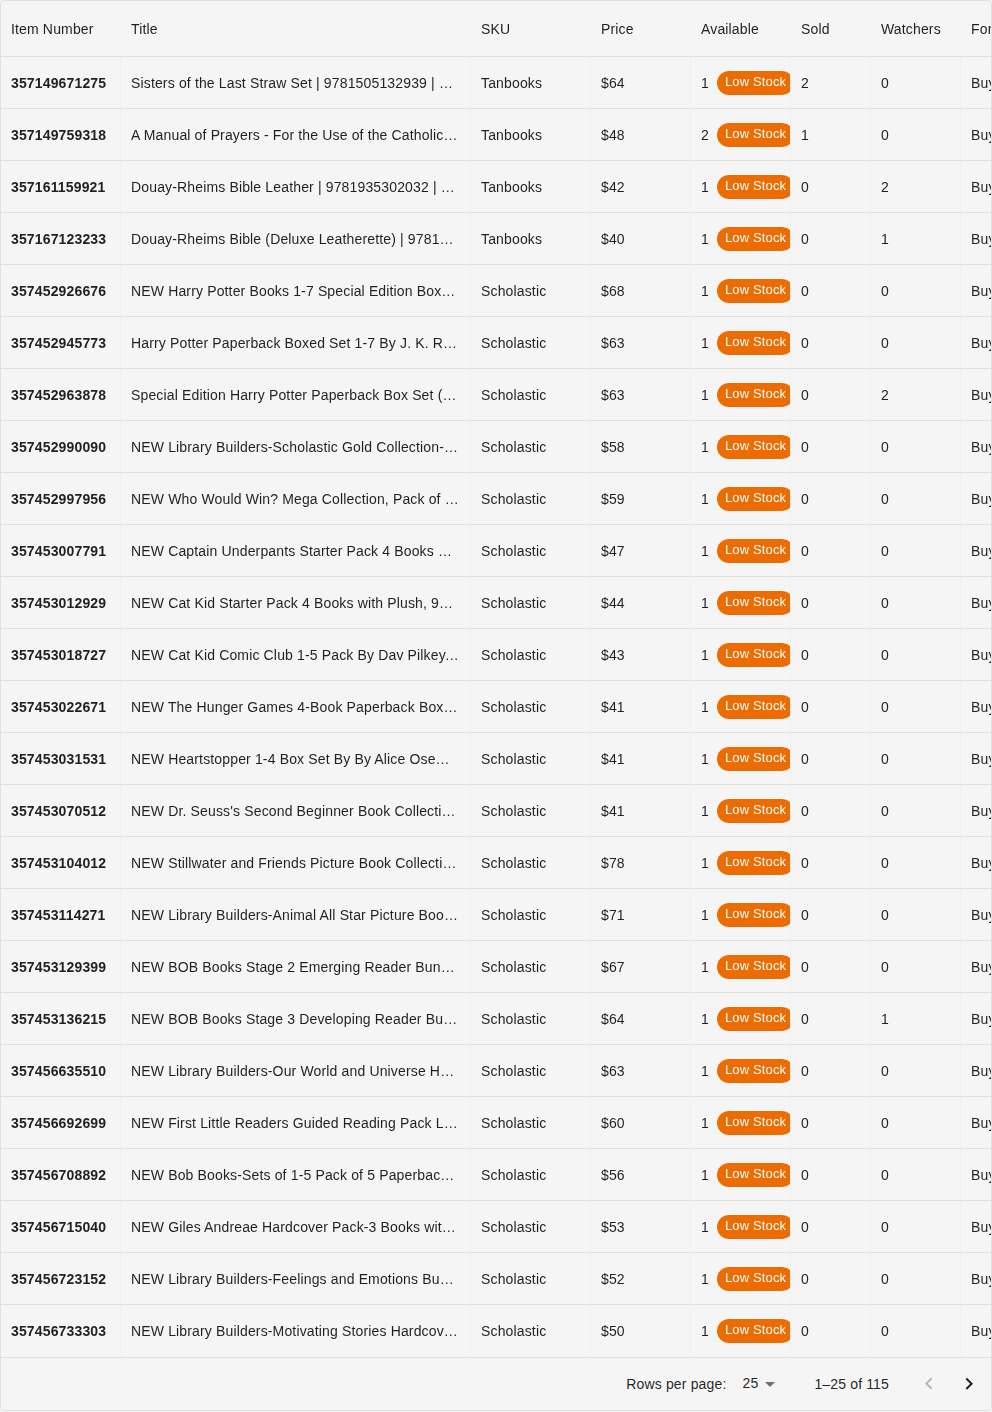 Item Number Title SKU Price Available Sold Watchers For
357149671275 Sisters of the Last Straw Set | 9781505132939 | … Tanbooks $64 1 Low Stock 2 0 Buy
357149759318 A Manual of Prayers - For the Use of the Catholic… Tanbooks $48 2 Low Stock 1 0 Buy
357161159921 Douay-Rheims Bible Leather | 9781935302032 | … Tanbooks $42 1 Low Stock 0 2 Buy
357167123233 Douay-Rheims Bible (Deluxe Leatherette) | 9781… Tanbooks $40 1 Low Stock 0 1 Buy
357452926676 NEW Harry Potter Books 1-7 Special Edition Box… Scholastic $68 1 Low Stock 0 0 Buy
357452945773 Harry Potter Paperback Boxed Set 1-7 By J. K. R… Scholastic $63 1 Low Stock 0 0 Buy
357452963878 Special Edition Harry Potter Paperback Box Set (… Scholastic $63 1 Low Stock 0 2 Buy
357452990090 NEW Library Builders-Scholastic Gold Collection-… Scholastic $58 1 Low Stock 0 0 Buy
357452997956 NEW Who Would Win? Mega Collection, Pack of … Scholastic $59 1 Low Stock 0 0 Buy
357453007791 NEW Captain Underpants Starter Pack 4 Books … Scholastic $47 1 Low Stock 0 0 Buy
357453012929 NEW Cat Kid Starter Pack 4 Books with Plush, 9… Scholastic $44 1 Low Stock 0 0 Buy
357453018727 NEW Cat Kid Comic Club 1-5 Pack By Dav Pilkey… Scholastic $43 1 Low Stock 0 0 Buy
357453022671 NEW The Hunger Games 4-Book Paperback Box… Scholastic $41 1 Low Stock 0 0 Buy
357453031531 NEW Heartstopper 1-4 Box Set By By Alice Ose… Scholastic $41 1 Low Stock 0 0 Buy
357453070512 NEW Dr. Seuss's Second Beginner Book Collecti… Scholastic $41 1 Low Stock 0 0 Buy
357453104012 NEW Stillwater and Friends Picture Book Collecti… Scholastic $78 1 Low Stock 0 0 Buy
357453114271 NEW Library Builders-Animal All Star Picture Boo… Scholastic $71 1 Low Stock 0 0 Buy
357453129399 NEW BOB Books Stage 2 Emerging Reader Bun… Scholastic $67 1 Low Stock 0 0 Buy
357453136215 NEW BOB Books Stage 3 Developing Reader Bu… Scholastic $64 1 Low Stock 0 1 Buy
357456635510 NEW Library Builders-Our World and Universe H… Scholastic $63 1 Low Stock 0 0 Buy
357456692699 NEW First Little Readers Guided Reading Pack L… Scholastic $60 1 Low Stock 0 0 Buy
357456708892 NEW Bob Books-Sets of 1-5 Pack of 5 Paperbac… Scholastic $56 1 Low Stock 0 0 Buy
357456715040 NEW Giles Andreae Hardcover Pack-3 Books wit… Scholastic $53 1 Low Stock 0 0 Buy
357456723152 NEW Library Builders-Feelings and Emotions Bu… Scholastic $52 1 Low Stock 0 0 Buy
357456733303 NEW Library Builders-Motivating Stories Hardcov… Scholastic $50 1 Low Stock 0 0 Buy
Rows per page: 25 1–25 of 115